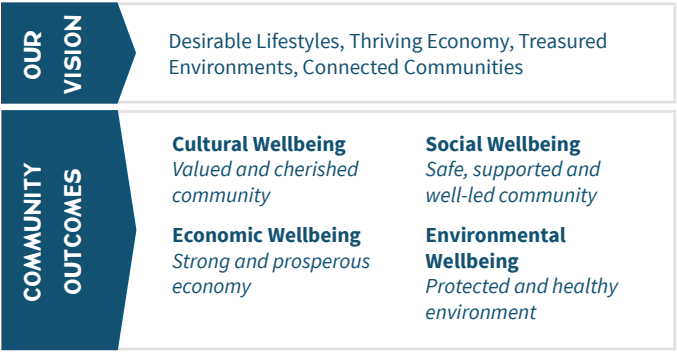 OUR
VISION
Desirable Lifestyles, Thriving Economy, Treasured
Environments, Connected Communities
COMMUNITY
OUTCOMES
Cultural Wellbeing
Valued and cherished
community
Social Wellbeing
Safe, supported and
well-led community
Economic Wellbeing
Strong and prosperous
economy
Environmental
Wellbeing
Protected and healthy
environment